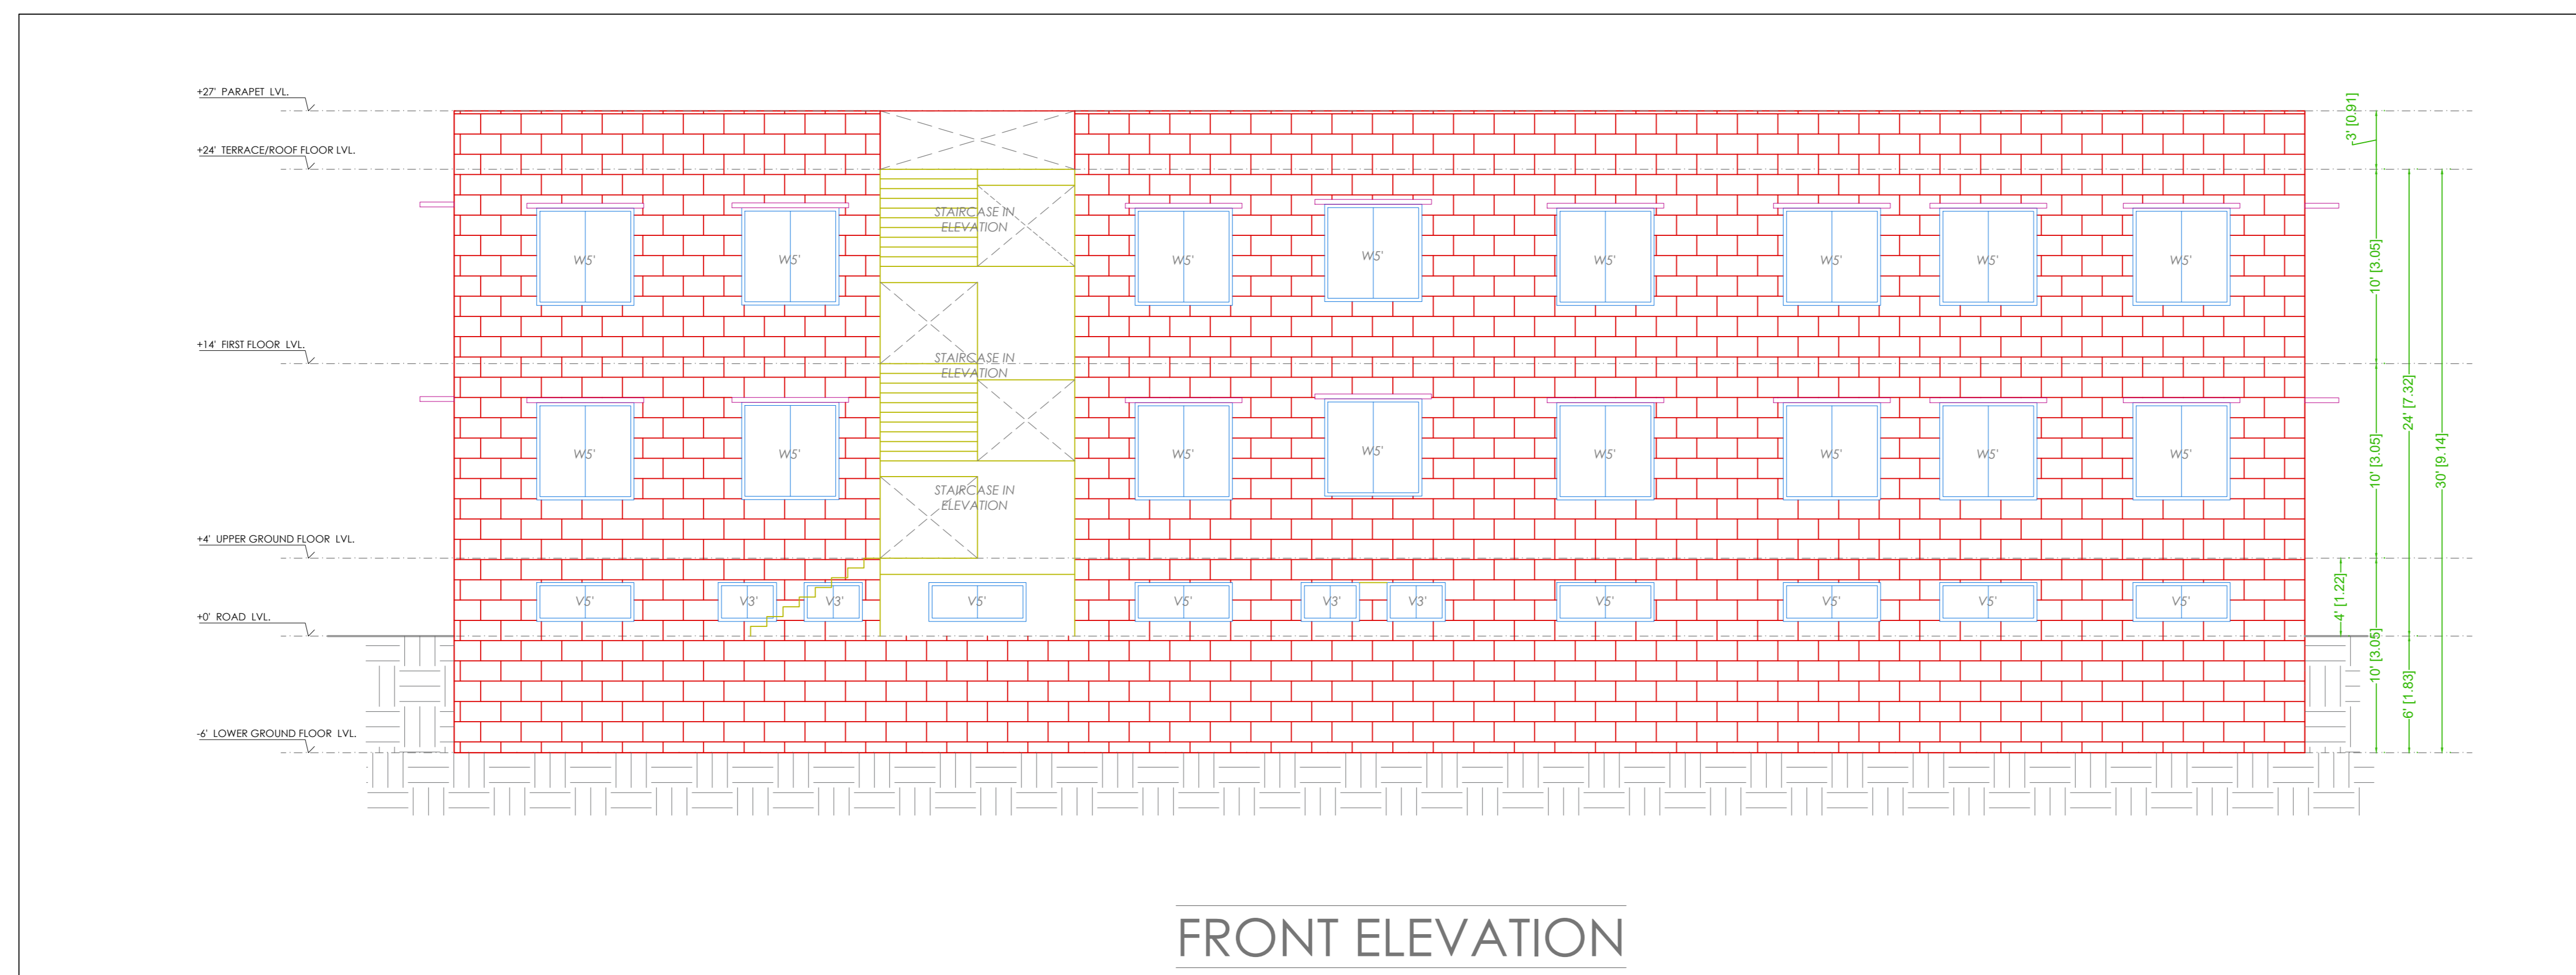 +27' PARAPET LVL.
3' [0.91]
+24' TERRACE/ROOF FLOOR LVL.
STAIRCASE IN
ELEVATION
W5' W5' W5' W5' W5' W5' W5' W5'
10' [3.05]
+14' FIRST FLOOR LVL.
STAIRCASE IN
ELEVATION
24' [7.32]
W5' W5' W5' W5' W5' W5' W5' W5'
10' [3.05]
30' [9.14]
STAIRCASE IN
ELEVATION
+4' UPPER GROUND FLOOR LVL.
V5' V3' V3' V5' V5' V3' V3' V5' V5' V5' V5'
4' [1.22]
+0' ROAD LVL.
10' [3.05]
6' [1.83]
-6' LOWER GROUND FLOOR LVL.
FRONT ELEVATION